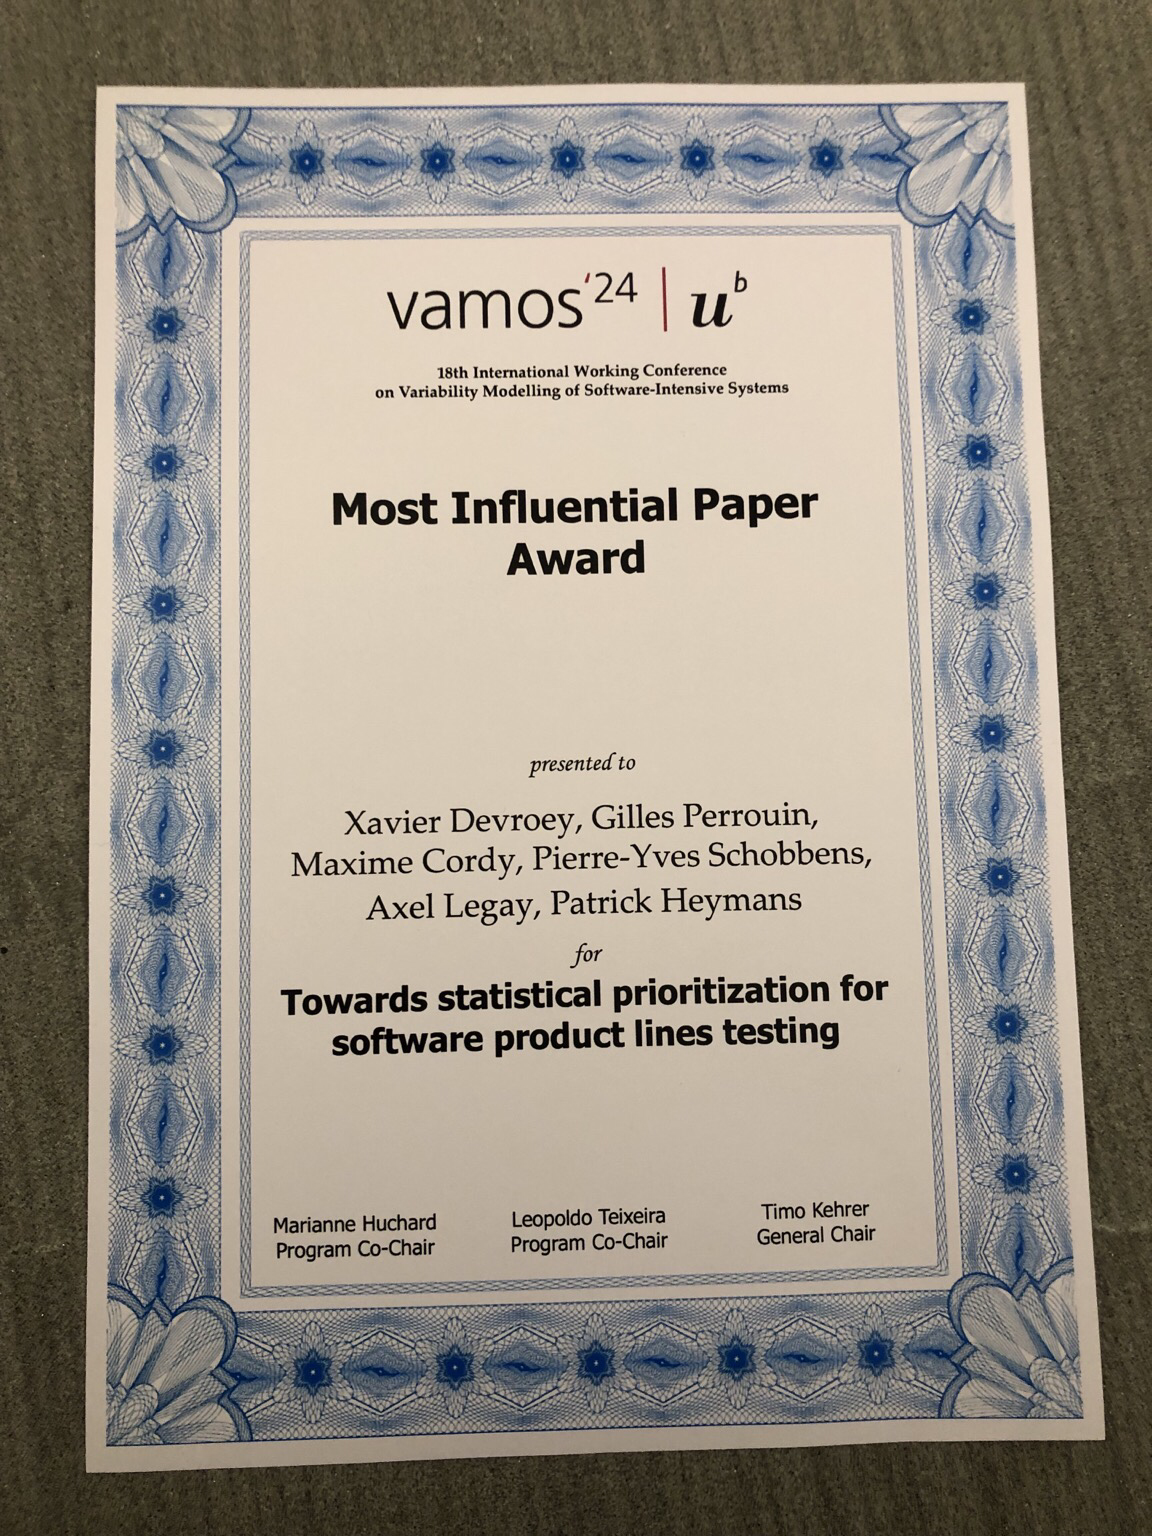 vamos'24 | uᵇ
18th International Working Conference
on Variability Modelling of Software-Intensive Systems
Most Influential Paper
Award
presented to
Xavier Devroey, Gilles Perrouin,
Maxime Cordy, Pierre-Yves Schobbens,
Axel Legay, Patrick Heymans
for
Towards statistical prioritization for
software product lines testing
Marianne Huchard
Program Co-Chair
Leopoldo Teixeira
Program Co-Chair
Timo Kehrer
General Chair